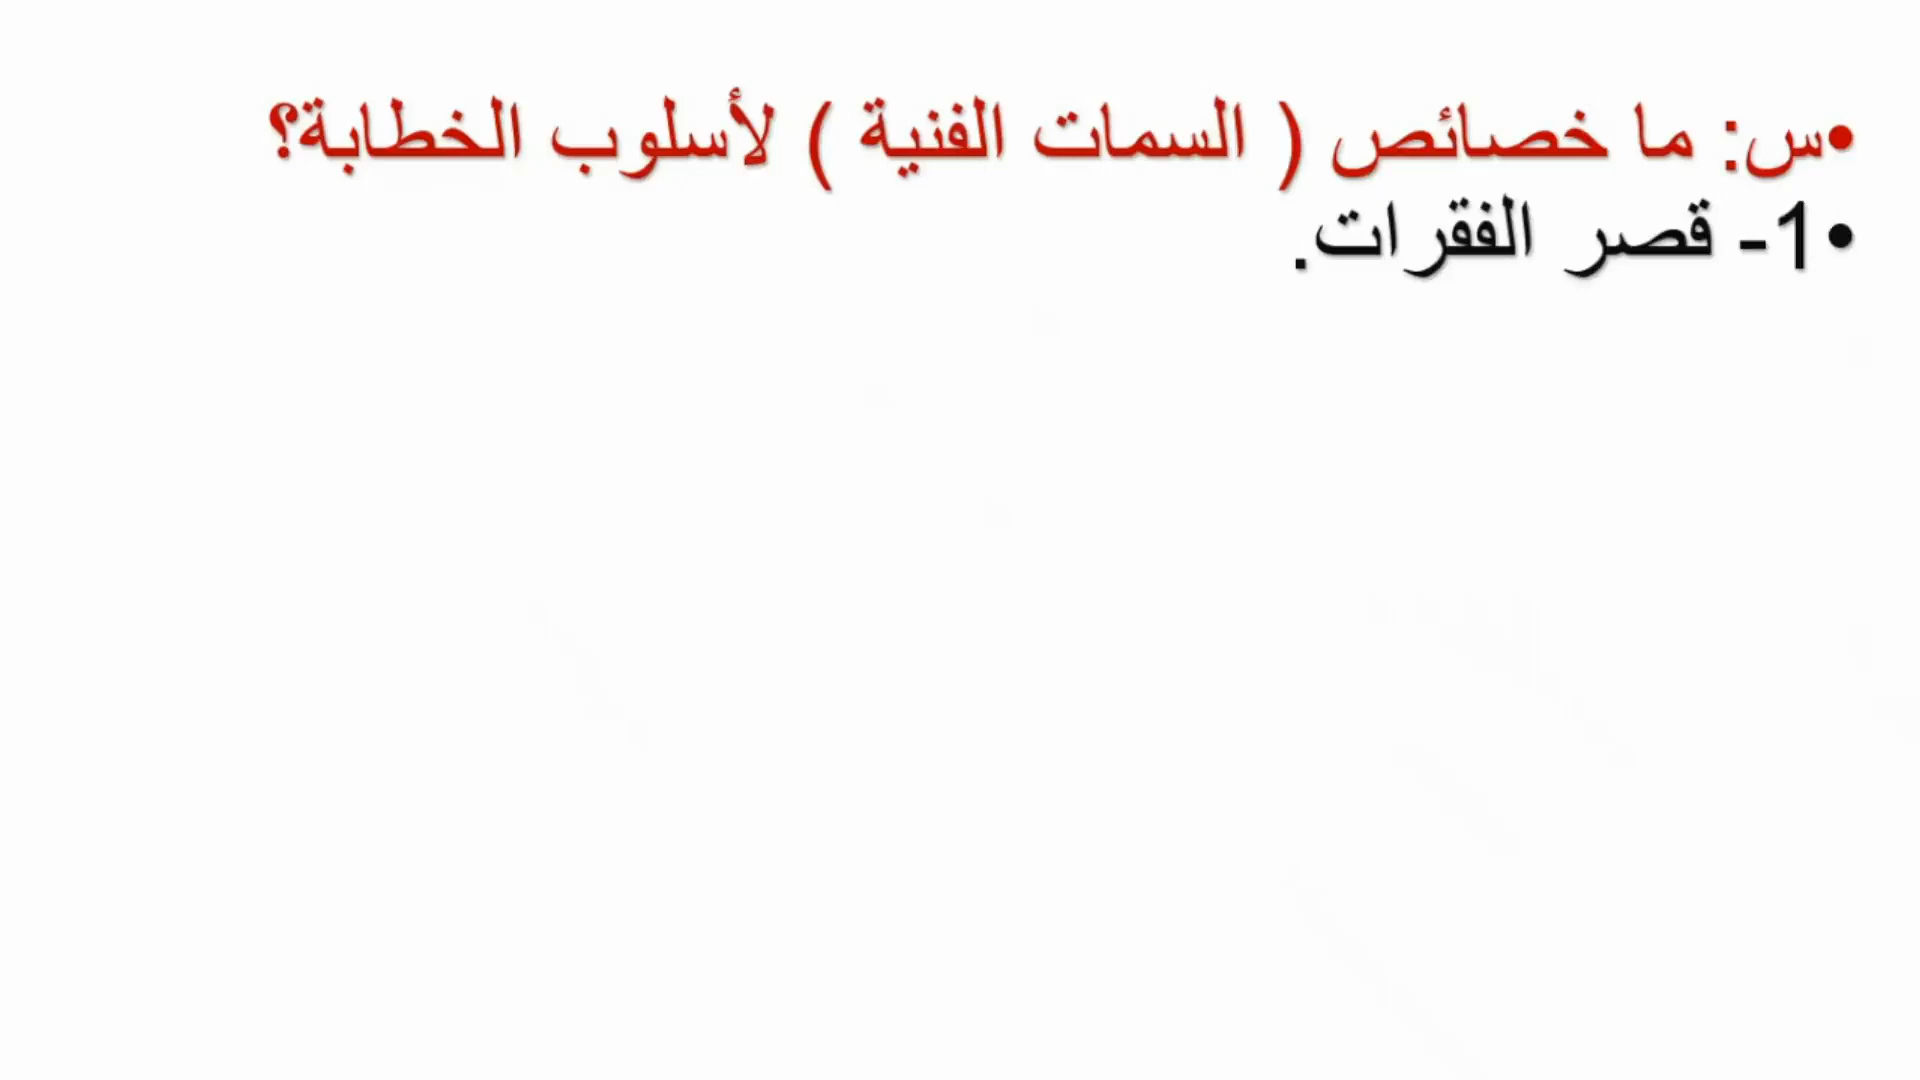 •س: ما خصائص ( السمات الفنية ) لأسلوب الخطابة؟
•1- قصر الفقرات.